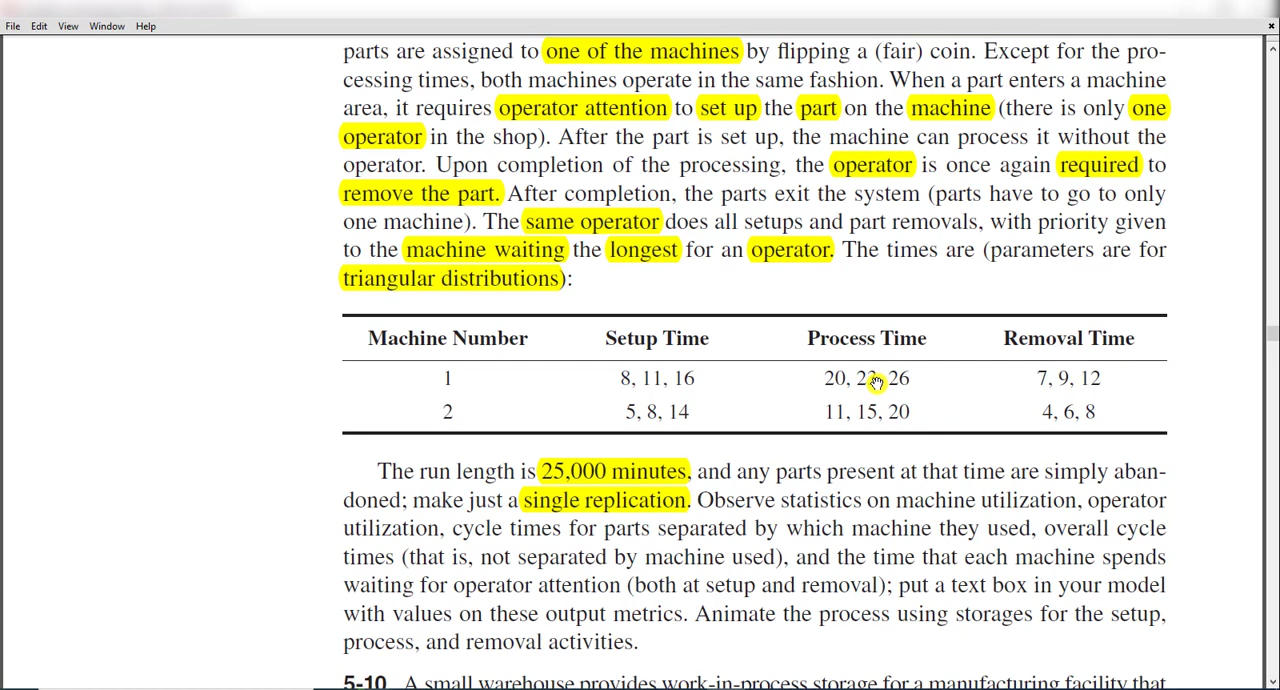 File Edit View Window Help
parts are assigned to one of the machines by flipping a (fair) coin. Except for the pro-
cessing times, both machines operate in the same fashion. When a part enters a machine
area, it requires operator attention to set up the part on the machine (there is only one
operator in the shop). After the part is set up, the machine can process it without the
operator. Upon completion of the processing, the operator is once again required to
remove the part. After completion, the parts exit the system (parts have to go to only
one machine). The same operator does all setups and part removals, with priority given
to the machine waiting the longest for an operator. The times are (parameters are for
triangular distributions):
Machine Number Setup Time Process Time Removal Time
1 8, 11, 16 20, 26 7, 9, 12
2 5, 8, 14 11, 15, 20 4, 6, 8
The run length is 25,000 minutes, and any parts present at that time are simply aban-
doned; make just a single replication. Observe statistics on machine utilization, operator
utilization, cycle times for parts separated by which machine they used, overall cycle
times (that is, not separated by machine used), and the time that each machine spends
waiting for operator attention (both at setup and removal); put a text box in your model
with values on these output metrics. Animate the process using storages for the setup,
process, and removal activities.
5-10 A small warehouse provides work-in-process storage for a manufacturing facility that